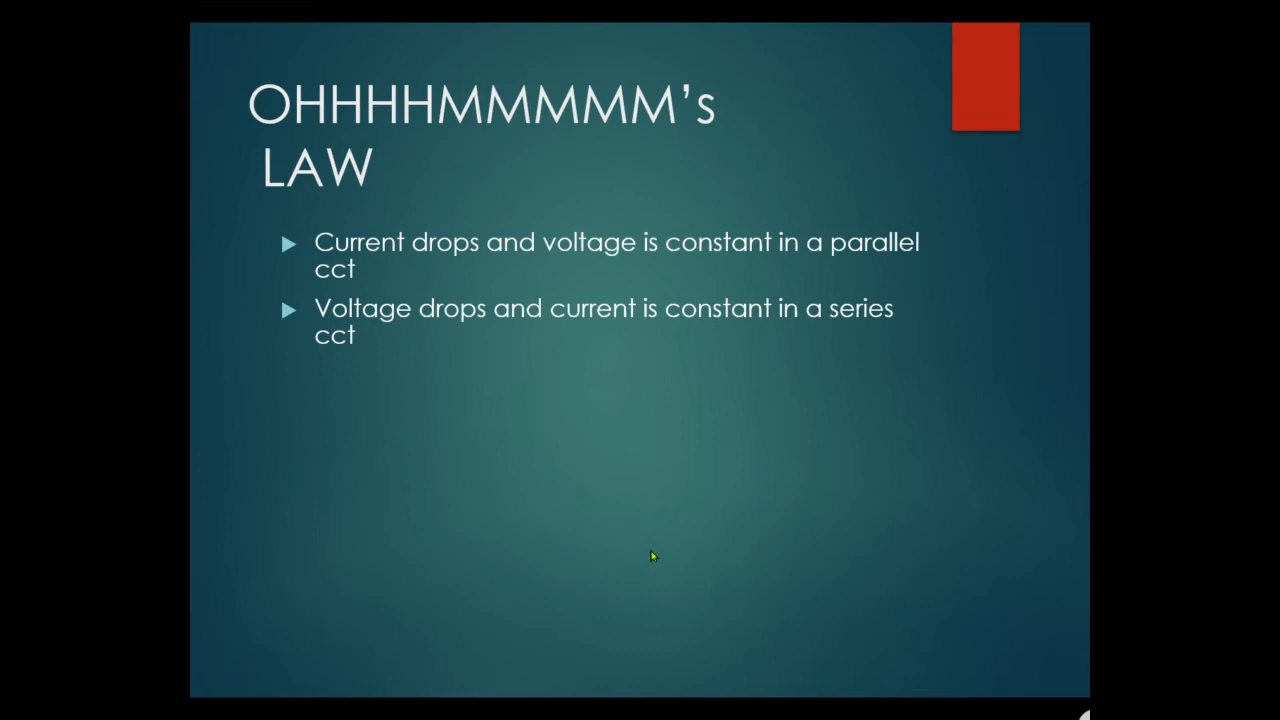 OHHHHMMMMM’s
LAW
Current drops and voltage is constant in a parallel
cct
Voltage drops and current is constant in a series
cct